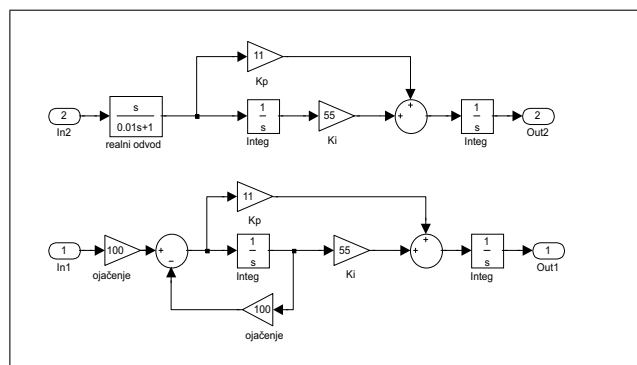 11
Kp
2
In2
s
0.01s+1
realni odvod
1
s
Integ
55
Ki
+
+
1
s
Integ
2
Out2
11
Kp
1
In1
100
ojačenje
+
−
1
s
Integ
55
Ki
+
+
1
s
Integ
1
Out1
100
ojačenje